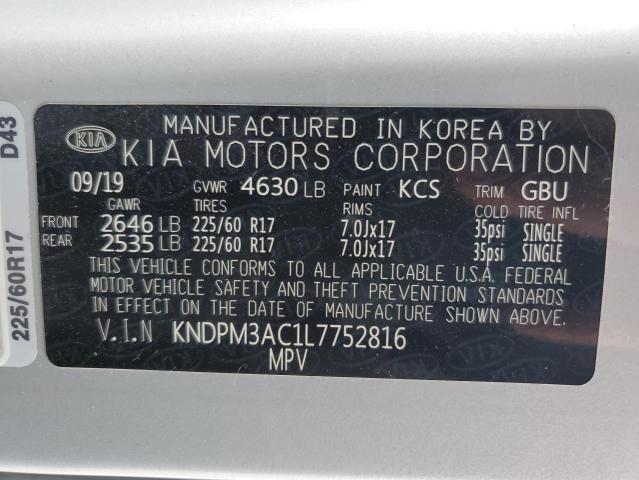 MANUFACTURED IN KOREA BY
KIA KIA MOTORS CORPORATION
09/19 GVWR 4630 LB PAINT KCS TRIM GBU
GAWR TIRES RIMS COLD TIRE INFL
FRONT 2646 LB 225/60 R17 7.0Jx17 35psi SINGLE
REAR 2535 LB 225/60 R17 7.0Jx17 35psi SINGLE
THIS VEHICLE CONFORMS TO ALL APPLICABLE U.S.A. FEDERAL
MOTOR VEHICLE SAFETY AND THEFT PREVENTION STANDARDS
IN EFFECT ON THE DATE OF MANUFACTURE SHOWN ABOVE.
V.I.N KNDPM3AC1L7752816
MPV
225/60R17 D43